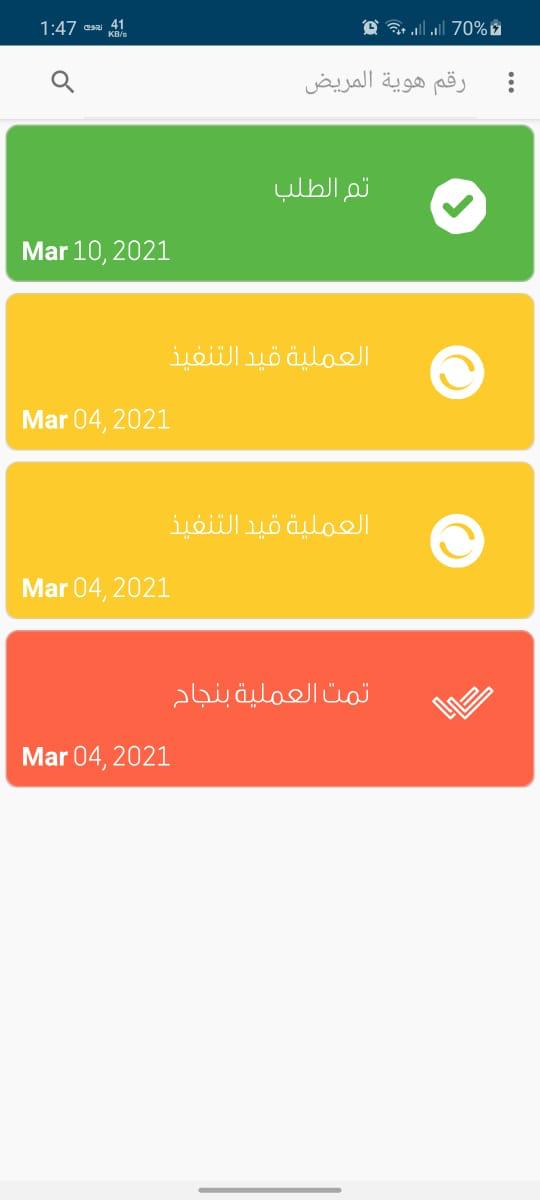 1:47
41
KB/s
70%
رقم هوية المريض
تم الطلب
Mar 10, 2021
العملية قيد التنفيذ
Mar 04, 2021
العملية قيد التنفيذ
Mar 04, 2021
تمت العملية بنجاح
Mar 04, 2021